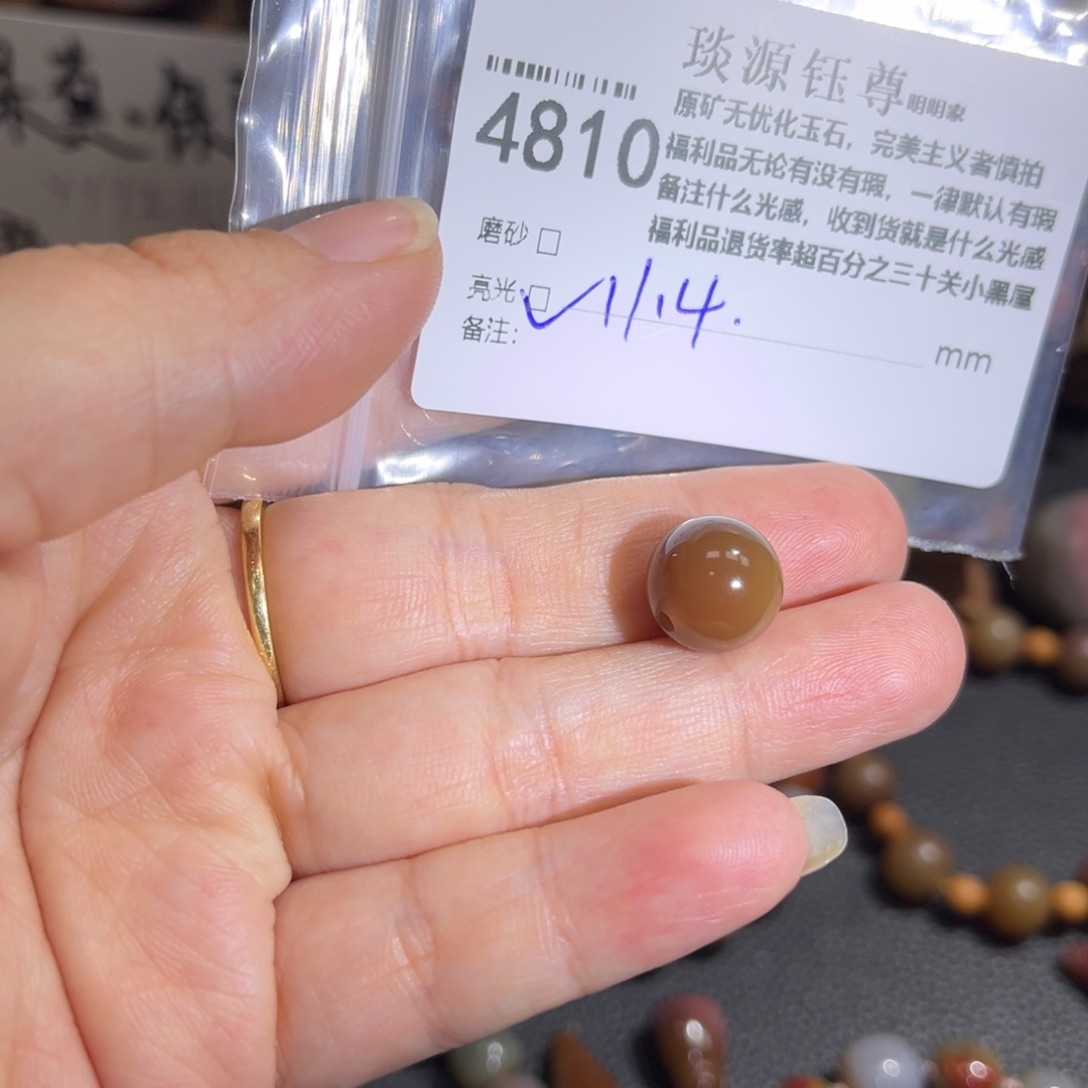 琰源钰尊明明家
4810
原矿无优化玉石，完美主义者慎拍
福利品无论有没有瑕，一律默认有瑕
备注什么光感，收到货就是什么光感
福利品退货率超百分之三十关小黑屋
磨砂 □
亮光 □ ✓ 1/14.
备注：
mm